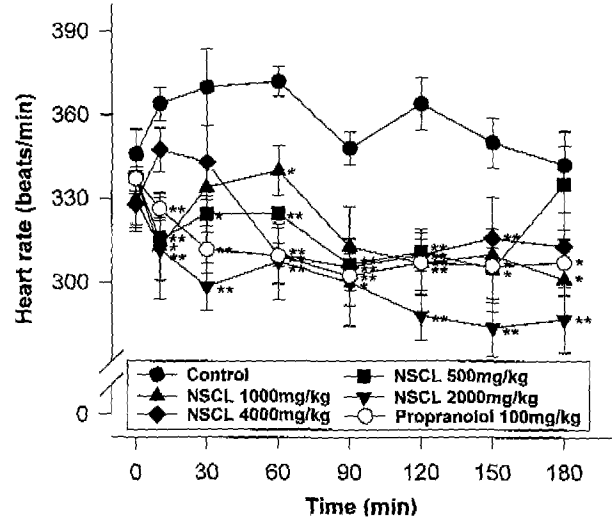 390
360
330
300
0
Heart rate (beats/min)
Control
NSCL 500mg/kg
NSCL 1000mg/kg
NSCL 2000mg/kg
NSCL 4000mg/kg
Propranolol 100mg/kg
0 10 30 60 90 120 150 180
Time (min)